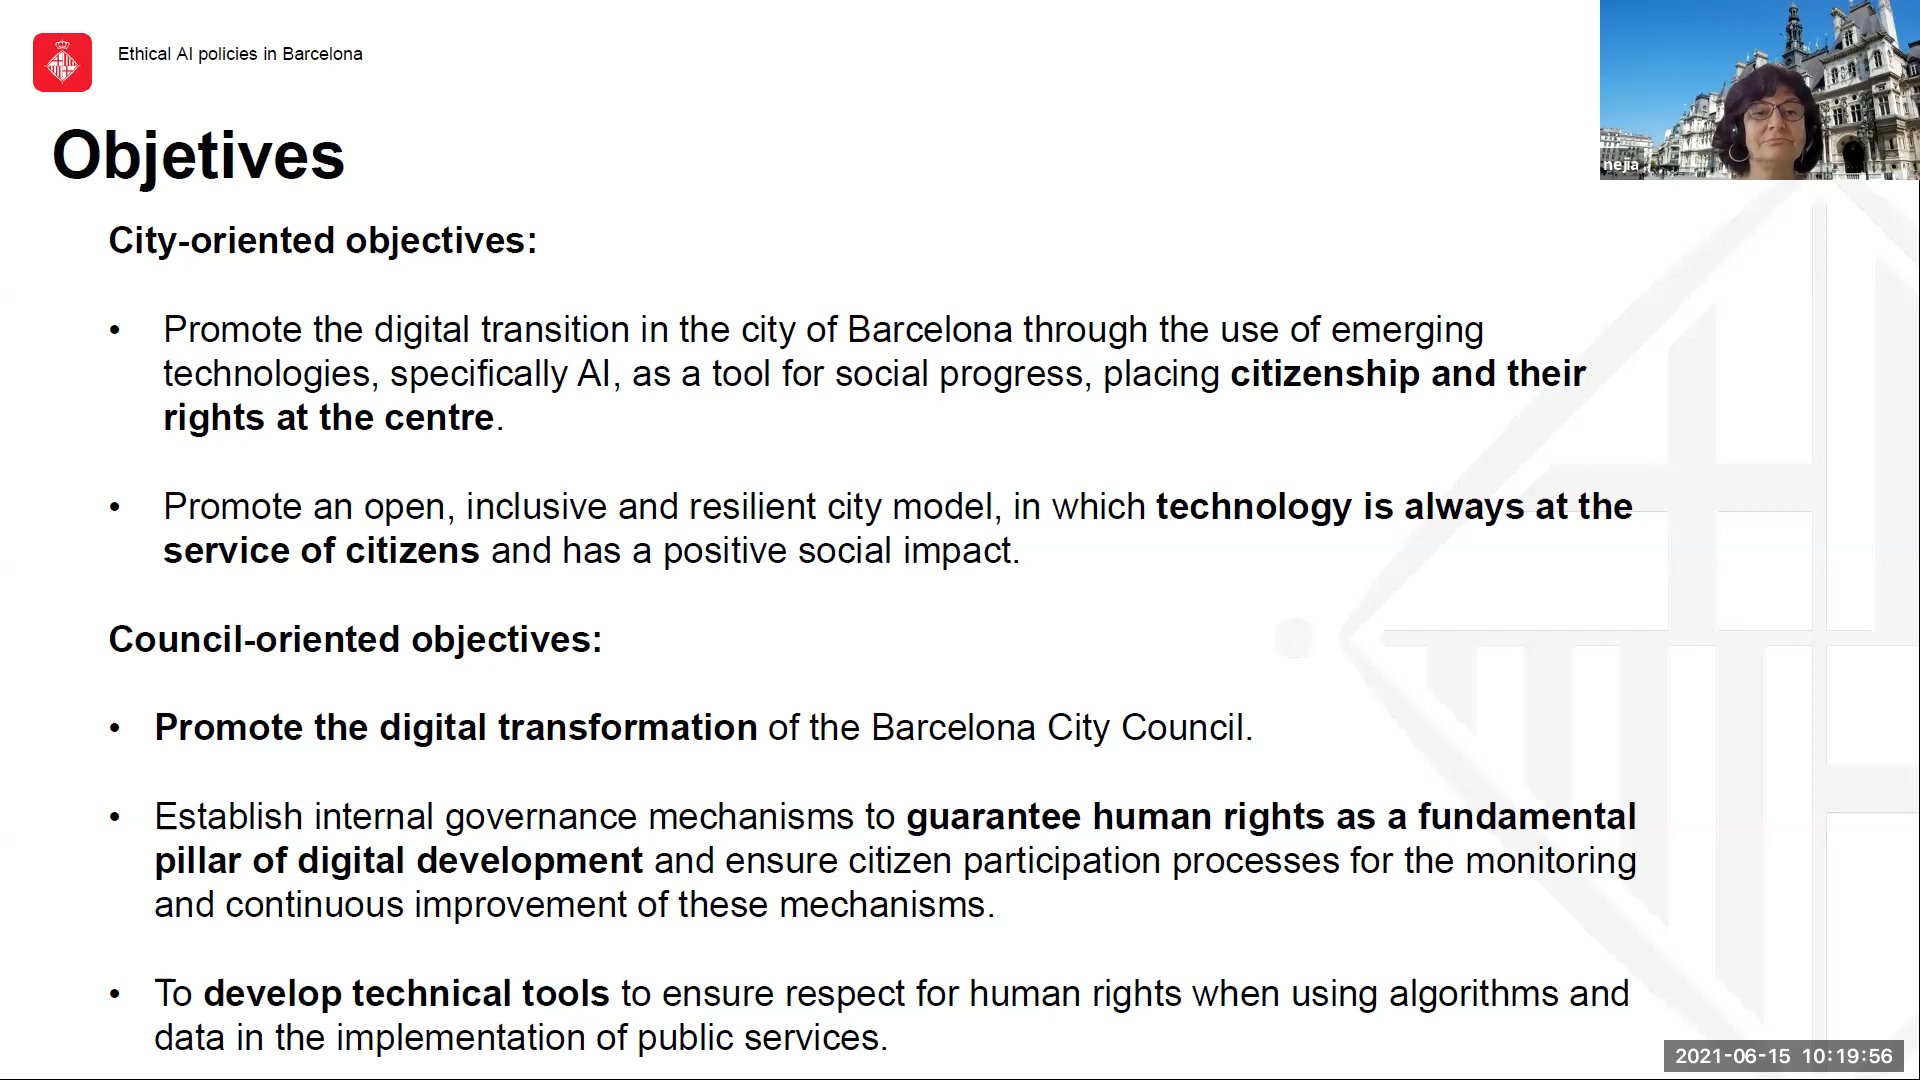 Ethical AI policies in Barcelona
Objetives
nejia
City-oriented objectives:
• Promote the digital transition in the city of Barcelona through the use of emerging
technologies, specifically AI, as a tool for social progress, placing citizenship and their
rights at the centre.
• Promote an open, inclusive and resilient city model, in which technology is always at the
service of citizens and has a positive social impact.
Council-oriented objectives:
• Promote the digital transformation of the Barcelona City Council.
• Establish internal governance mechanisms to guarantee human rights as a fundamental
pillar of digital development and ensure citizen participation processes for the monitoring
and continuous improvement of these mechanisms.
• To develop technical tools to ensure respect for human rights when using algorithms and
data in the implementation of public services.
2021-06-15 10:19:56